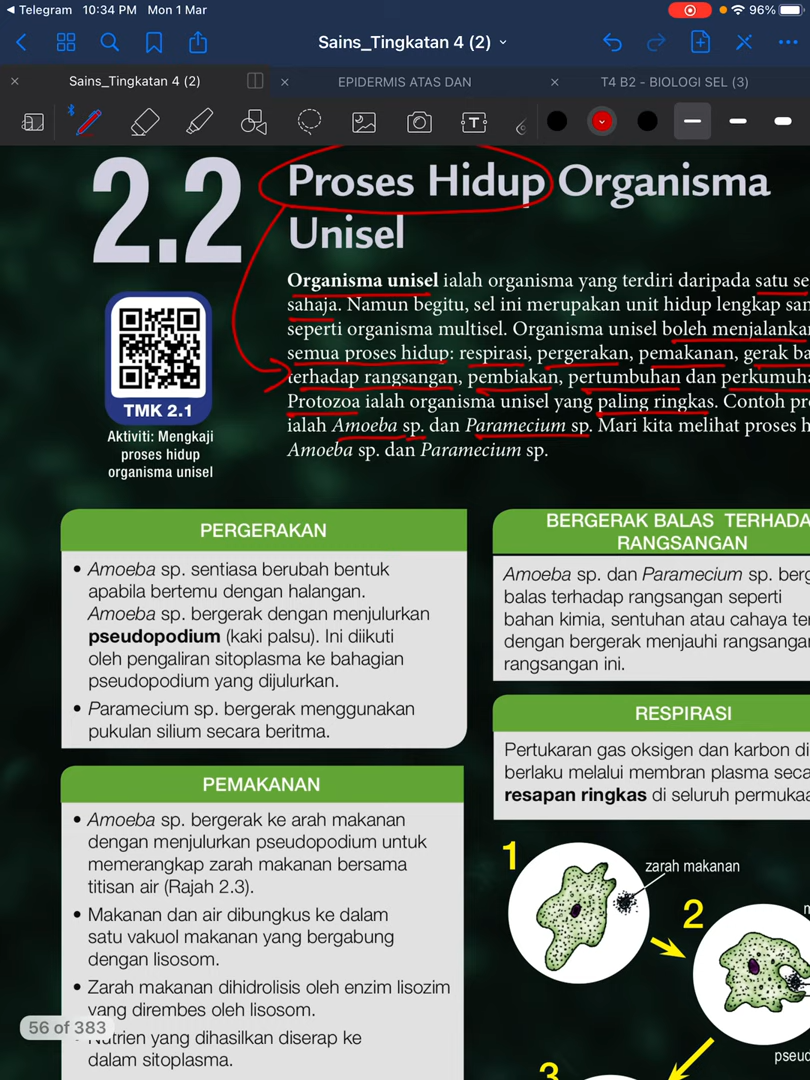 Telegram 10:34 PM Mon 1 Mar 96%
Sains_Tingkatan 4 (2)
Sains_Tingkatan 4 (2) EPIDERMIS ATAS DAN T4 B2 - BIOLOGI SEL (3)
2.2
Proses Hidup Organisma
Unisel
Organisma unisel ialah organisma yang terdiri daripada satu se
sahaja. Namun begitu, sel ini merupakan unit hidup lengkap sam
seperti organisma multisel. Organisma unisel boleh menjalanka
semua proses hidup: respirasi, pergerakan, pemakanan, gerak ba
terhadap rangsangan, pembiakan, pertumbuhan dan perkumuha
Protozoa ialah organisma unisel yang paling ringkas. Contoh pr
ialah Amoeba sp. dan Paramecium sp. Mari kita melihat proses h
Amoeba sp. dan Paramecium sp.
TMK 2.1
Aktiviti: Mengkaji
proses hidup
organisma unisel
PERGERAKAN
• Amoeba sp. sentiasa berubah bentuk
apabila bertemu dengan halangan.
Amoeba sp. bergerak dengan menjulurkan
pseudopodium (kaki palsu). Ini diikuti
oleh pengaliran sitoplasma ke bahagian
pseudopodium yang dijulurkan.
• Paramecium sp. bergerak menggunakan
pukulan silium secara beritma.
PEMAKANAN
• Amoeba sp. bergerak ke arah makanan
dengan menjulurkan pseudopodium untuk
memerangkap zarah makanan bersama
titisan air (Rajah 2.3).
• Makanan dan air dibungkus ke dalam
satu vakuol makanan yang bergabung
dengan lisosom.
• Zarah makanan dihidrolisis oleh enzim lisozim
yang dirembes oleh lisosom.
Nutrien yang dihasilkan diserap ke
dalam sitoplasma.
56 of 383
BERGERAK BALAS TERHADA
RANGSANGAN
Amoeba sp. dan Paramecium sp. berg
balas terhadap rangsangan seperti
bahan kimia, sentuhan atau cahaya te
dengan bergerak menjauhi rangsanga
rangsangan ini.
RESPIRASI
Pertukaran gas oksigen dan karbon di
berlaku melalui membran plasma seca
resapan ringkas di seluruh permuka
1
zarah makanan
2
pseu
3